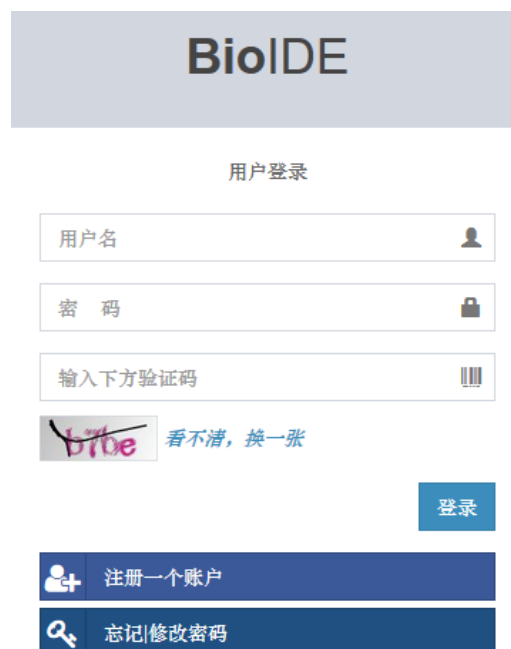 BioIDE
用户登录
用户名
密 码
输入下方验证码
看不清，换一张
登录
注册一个账户
忘记|修改密码